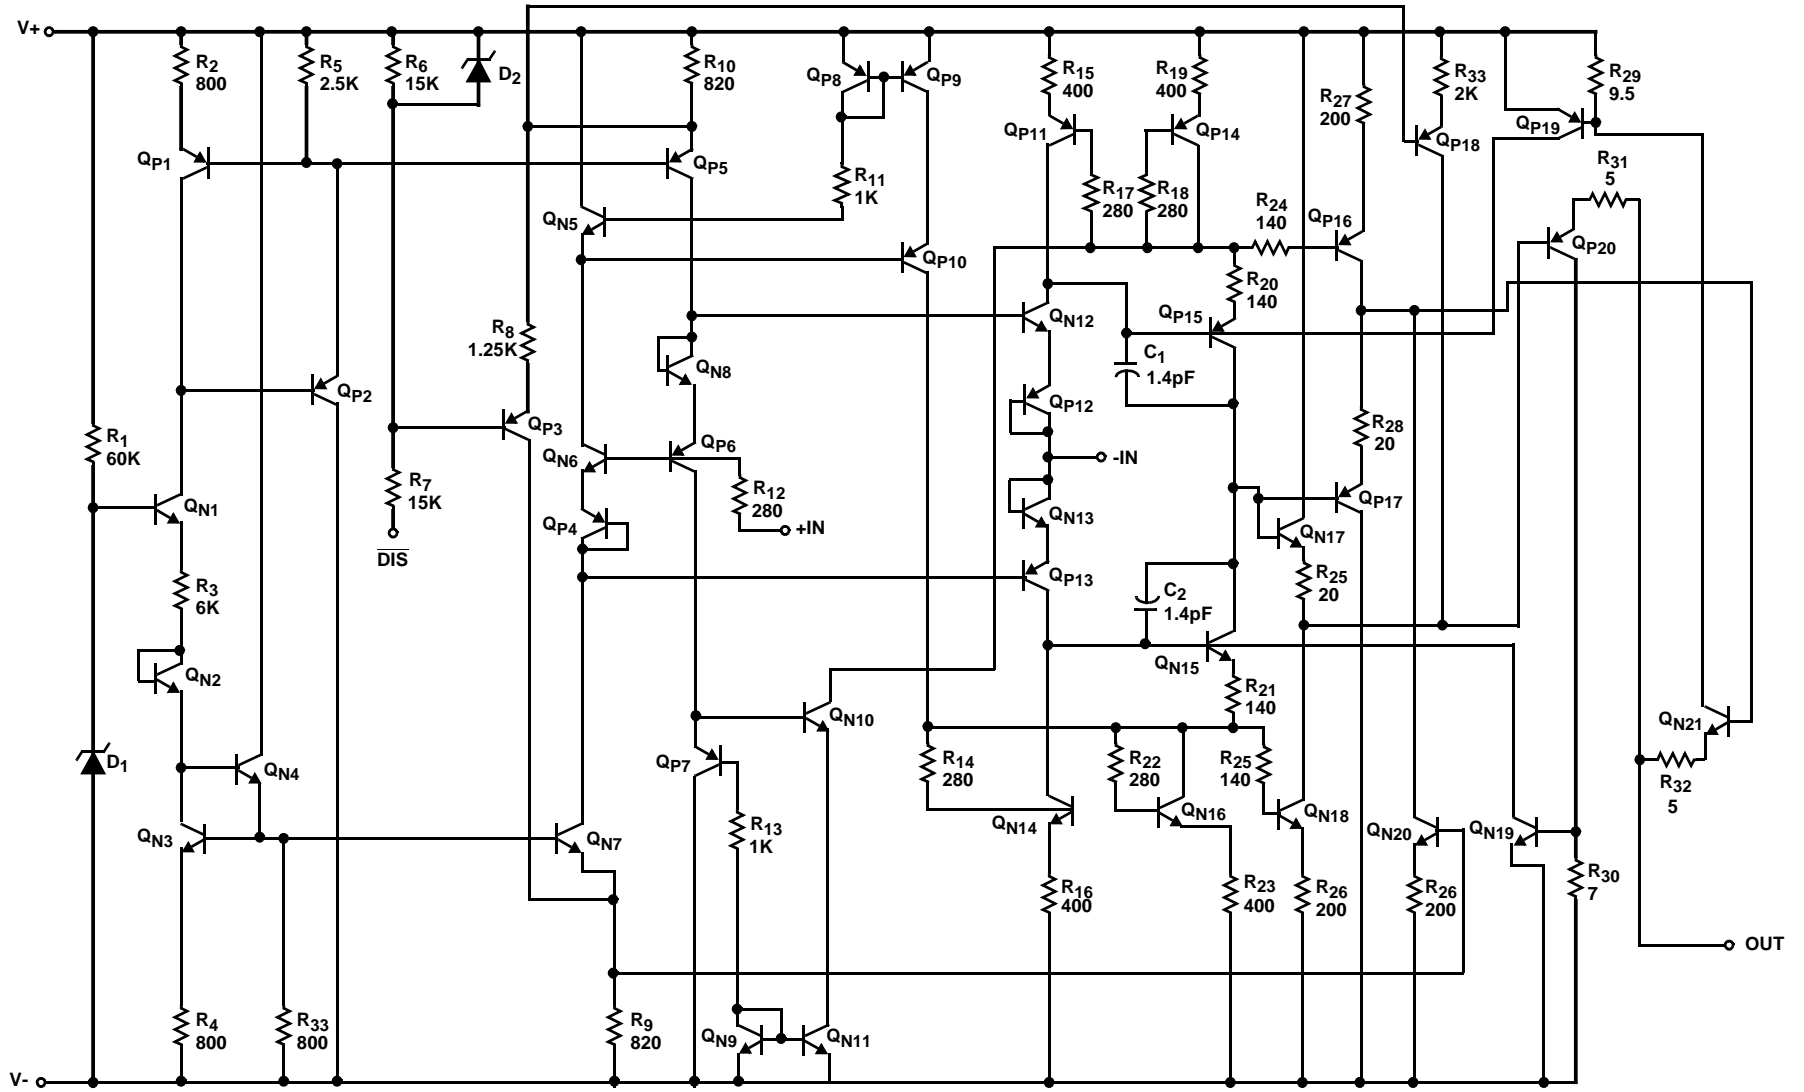 V+
R2
800
R5
2.5K
R6
15K
D2
R10
820
QP8
QP9
R15
400
R19
400
R27
200
R33
2K
R29
9.5
QP11
QP14
QP18
QP19
QP1
QP5
R11
1K
R17
280
R18
280
R31
5
QN5
R24
140
QP16
QP20
QP10
R20
140
R8
1.25K
QN12
QP15
C1
1.4pF
QN8
QP2
QP12
QP3
R28
20
R1
60K
QN6
QP6
-IN
R7
15K
R12
280
QN1
QP4
QN13
QP17
+IN
QN17
DIS
R3
6K
QP13
C2
1.4pF
R25
20
QN2
QN15
R21
140
QN10
QN21
D1
QN4
QP7
R14
280
R22
280
R25
140
R32
5
QN3
QN7
R13
1K
QN14
QN16
QN18
QN20
QN19
R16
400
R23
400
R26
200
R26
200
R30
7
OUT
R4
800
R33
800
R9
820
QN9
QN11
V-